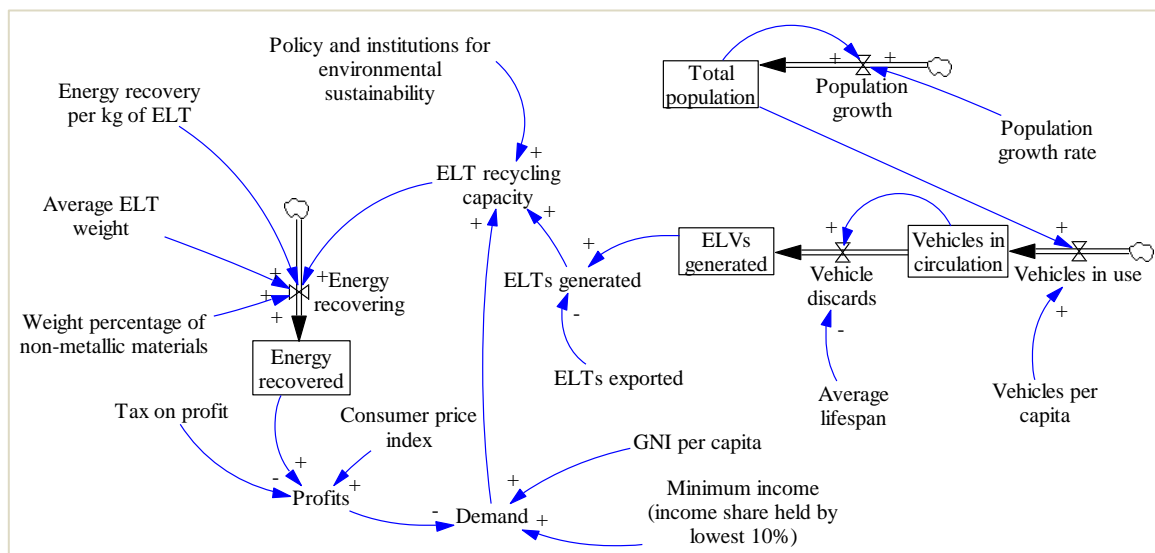 Policy and institutions for
environmental
sustainability
Energy recovery
per kg of ELT
Total
population
+
+
Population
growth
Population
growth rate
+
ELT recycling
capacity
+
+
Average ELT
weight
+
ELTs generated
-
ELTs exported
ELVs
generated
+
Vehicle
discards
-
Average
lifespan
Vehicles in
circulation
+
Vehicles in use
+
Vehicles per
capita
+
+
+
+
Energy
recovering
Weight percentage of
non-metallic materials
Energy
recovered
Tax on profit
Consumer price
index
+
-
+
Profits
GNI per capita
-
+
+
Demand
Minimum income
(income share held by
lowest 10%)